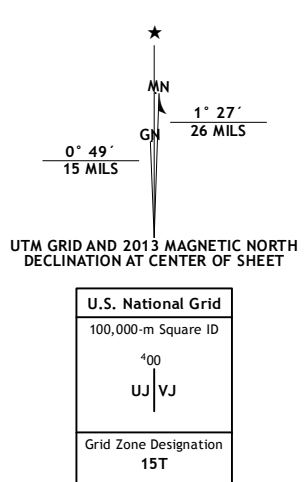 ★
MN
1° 27´
26 MILS
GN
0° 49´
15 MILS
UTM GRID AND 2013 MAGNETIC NORTH
DECLINATION AT CENTER OF SHEET
U.S. National Grid
100,000-m Square ID
⁴00
UJ VJ
Grid Zone Designation
15T